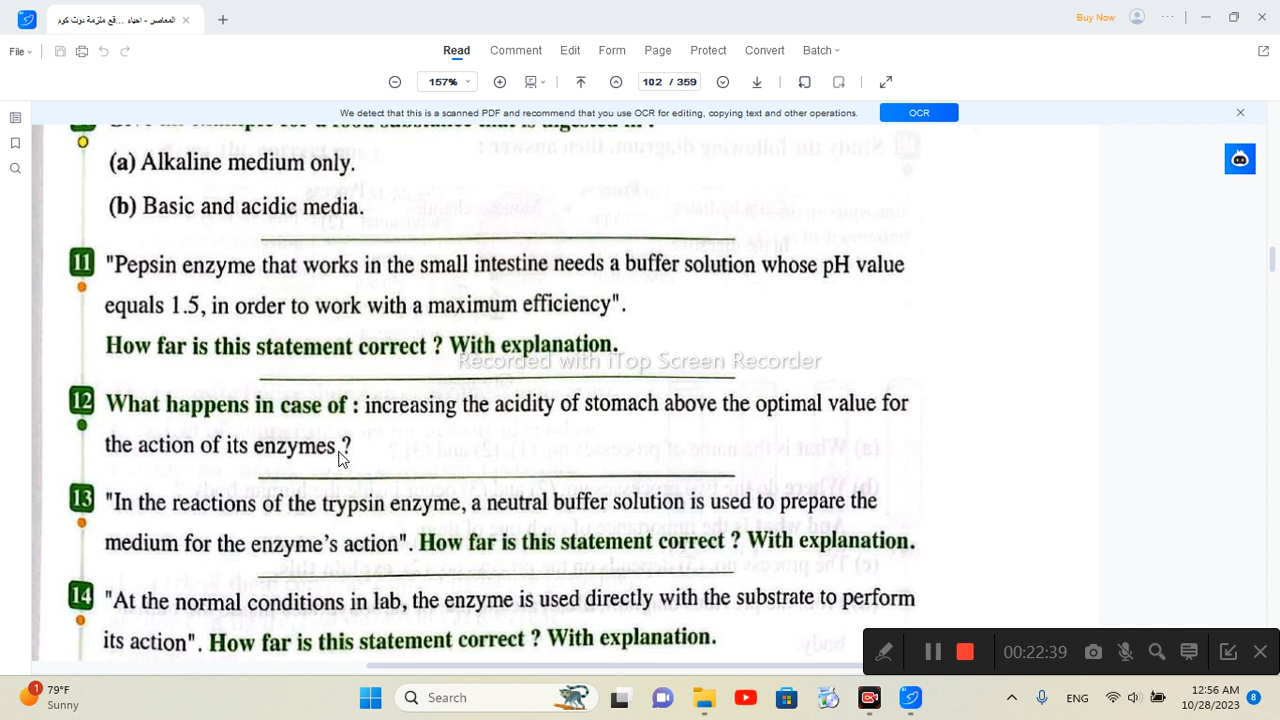 المعاصر - احياء ...قع ملزمة دوت كوم
Buy Now
File
Read Comment Edit Form Page Protect Convert Batch
157% 102 / 359
We detect that this is a scanned PDF and recommend that you use OCR for editing, copying text and other operations. OCR
(a) Alkaline medium only.
(b) Basic and acidic media.
11 "Pepsin enzyme that works in the small intestine needs a buffer solution whose pH value
equals 1.5, in order to work with a maximum efficiency".
How far is this statement correct ? With explanation.
Recorded with iTop Screen Recorder
12 What happens in case of : increasing the acidity of stomach above the optimal value for
the action of its enzymes ?
13 "In the reactions of the trypsin enzyme, a neutral buffer solution is used to prepare the
medium for the enzyme's action". How far is this statement correct ? With explanation.
14 "At the normal conditions in lab, the enzyme is used directly with the substrate to perform
its action". How far is this statement correct ? With explanation.
00:22:39
1
79°F
Sunny
Search
ENG
12:56 AM
10/28/2023
8